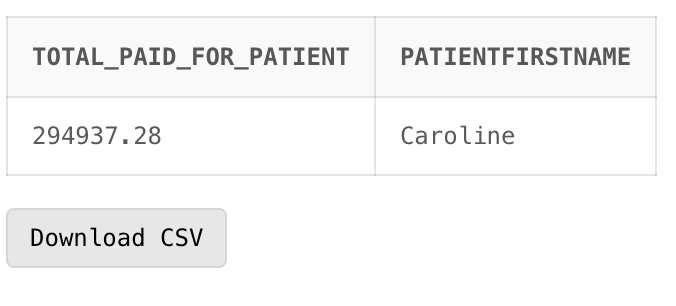 TOTAL_PAID_FOR_PATIENT PATIENTFIRSTNAME
294937.28 Caroline
Download CSV